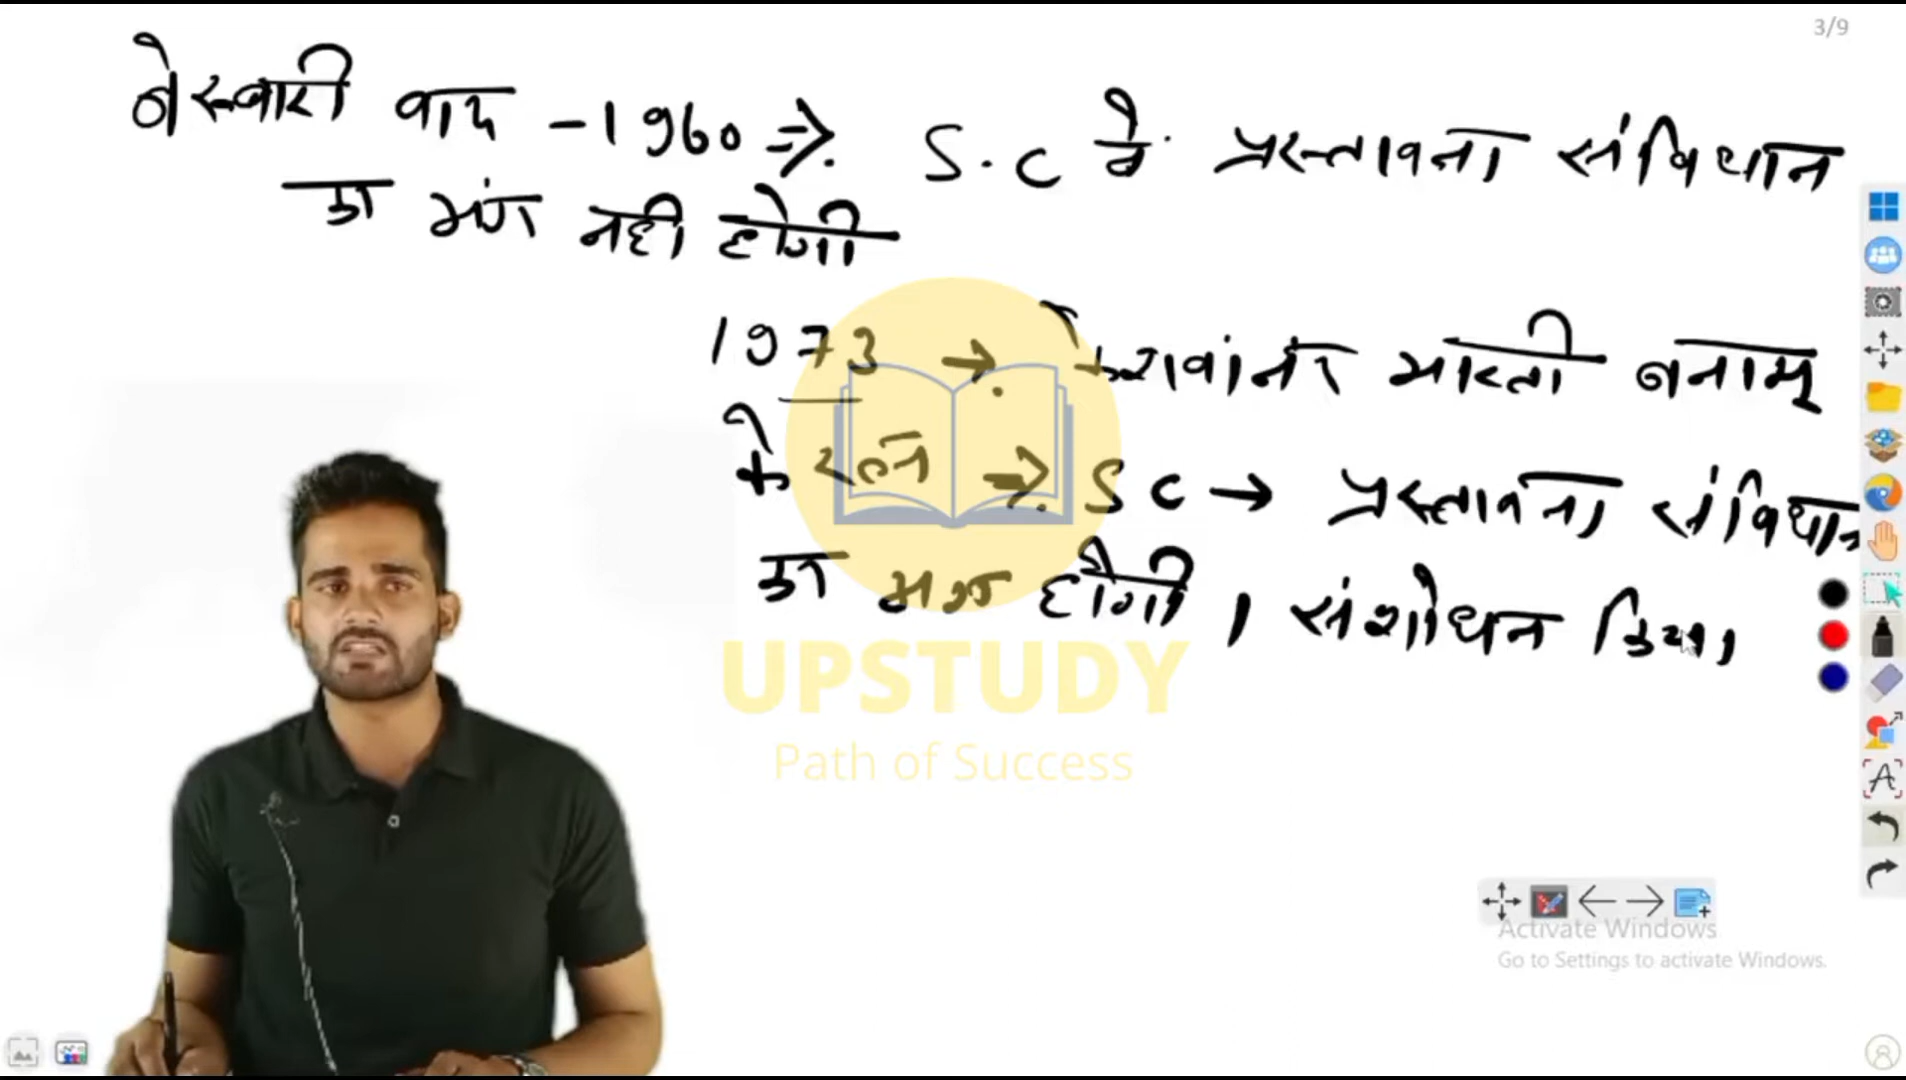 3/9
बेरुबारी वाद - 1960 ⇒ S.C ने प्रस्तावना संविधान
का भाग नही होगी
1973 → केशवानंद भारती बनाम
केरल ⇒ SC → प्रस्तावना संविधान
का भाग होगी, संशोधन किया
UPSTUDY
Path of Success
Activate Windows
Go to Settings to activate Windows.